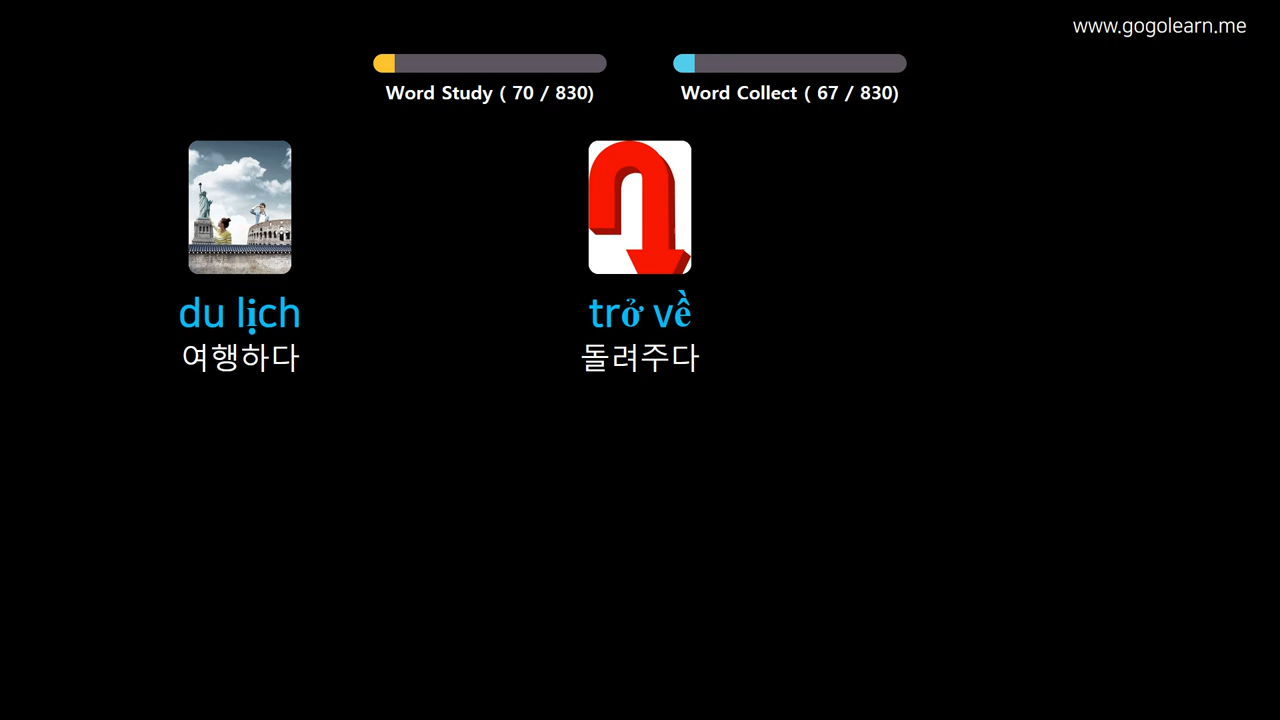 www.gogolearn.me
Word Study ( 70 / 830)
Word Collect ( 67 / 830)
du lịch
여행하다
trở về
돌려주다